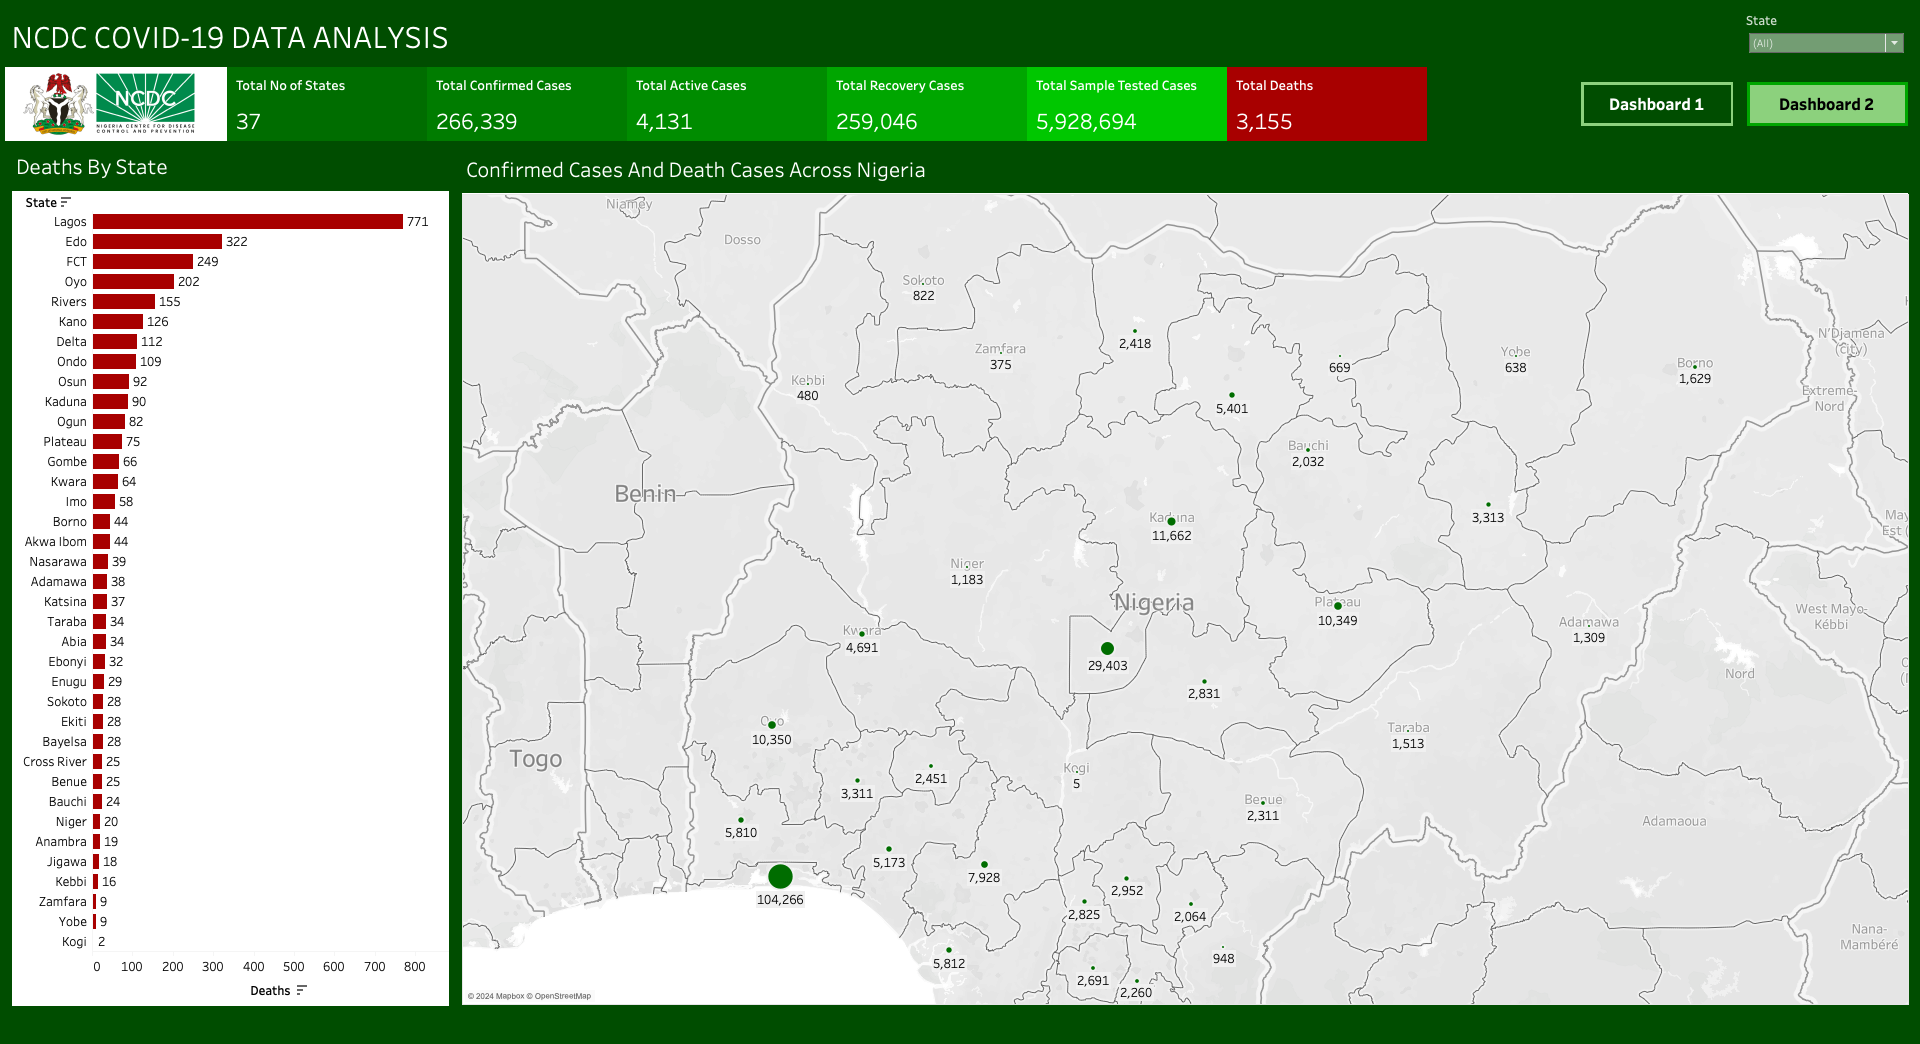 NCDC COVID-19 DATA ANALYSIS
State
(All)
NCDC
NIGERIA CENTRE FOR DISEASE
CONTROL AND PREVENTION
Total No of States
37
Total Confirmed Cases
266,339
Total Active Cases
4,131
Total Recovery Cases
259,046
Total Sample Tested Cases
5,928,694
Total Deaths
3,155
Dashboard 1
Dashboard 2
Deaths By State
State
Lagos 771
Edo 322
FCT 249
Oyo 202
Rivers 155
Kano 126
Delta 112
Ondo 109
Osun 92
Kaduna 90
Ogun 82
Plateau 75
Gombe 66
Kwara 64
Imo 58
Borno 44
Akwa Ibom 44
Nasarawa 39
Adamawa 38
Katsina 37
Taraba 34
Abia 34
Ebonyi 32
Enugu 29
Sokoto 28
Ekiti 28
Bayelsa 28
Cross River 25
Benue 25
Bauchi 24
Niger 20
Anambra 19
Jigawa 18
Kebbi 16
Zamfara 9
Yobe 9
Kogi 2
0 100 200 300 400 500 600 700 800
Deaths
Confirmed Cases And Death Cases Across Nigeria
Niamey
Dosso
Sokoto
822
Zamfara
375
2,418
669
Yobe
638
Borno
1,629
N'Djamena
(city)
Extreme-
Nord
Kebbi
480
5,401
Bauchi
2,032
Benin
3,313
Kaduna
11,662
Niger
1,183
Nigeria
Plateau
10,349
Adamawa
1,309
West Mayo-
Kébbi
May
Est
Kwara
4,691
29,403
2,831
Nord
Oyo
10,350
Togo
Taraba
1,513
Kogi
5
2,451
3,311
Benue
2,311
Adamaoua
5,810
5,173
7,928
2,952
2,825
2,064
104,266
5,812
948
2,691
2,260
Nana-
Mambéré
© 2024 Mapbox © OpenStreetMap